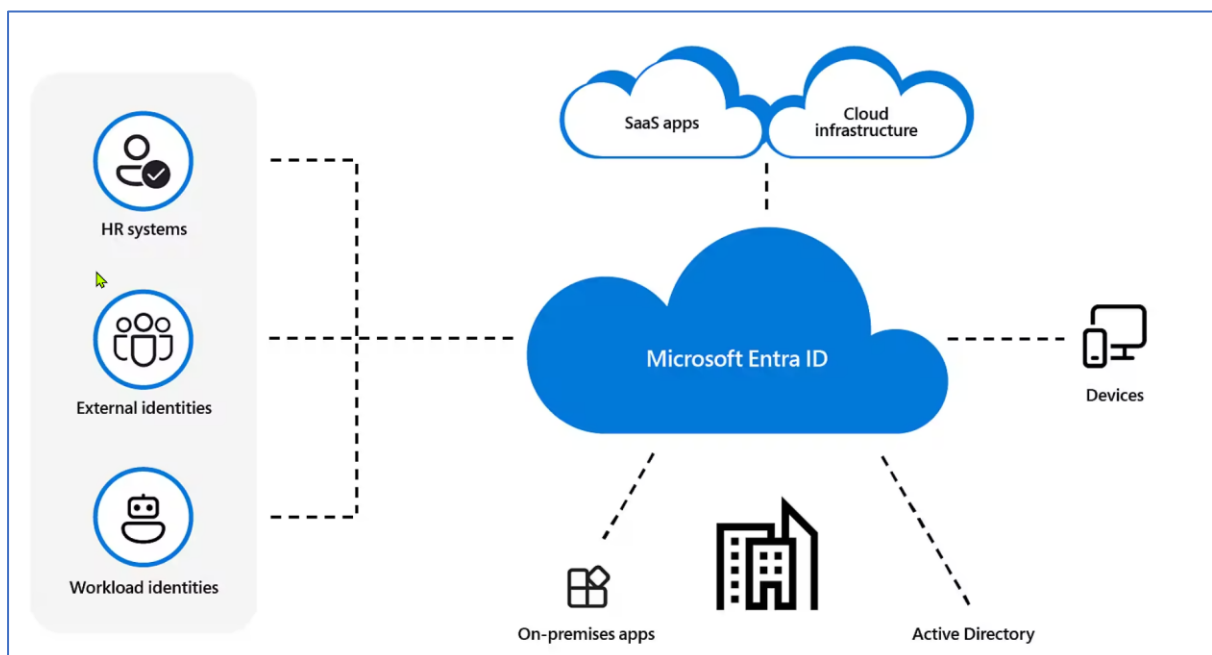 SaaS apps
Cloud
infrastructure
HR systems
External identities
Workload identities
Microsoft Entra ID
Devices
On-premises apps
Active Directory